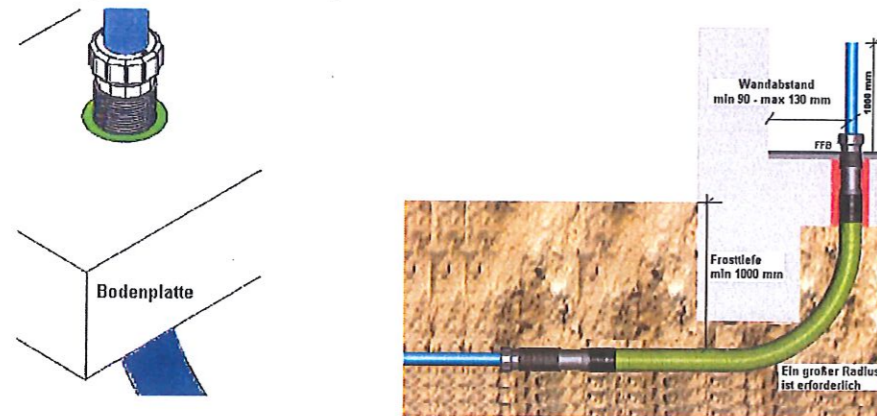 Bodenplatte
Wandabstand
min 90 - max 130 mm
1000 mm
FFB
Frosttiefe
min 1000 mm
Ein großer Radius
ist erforderlich